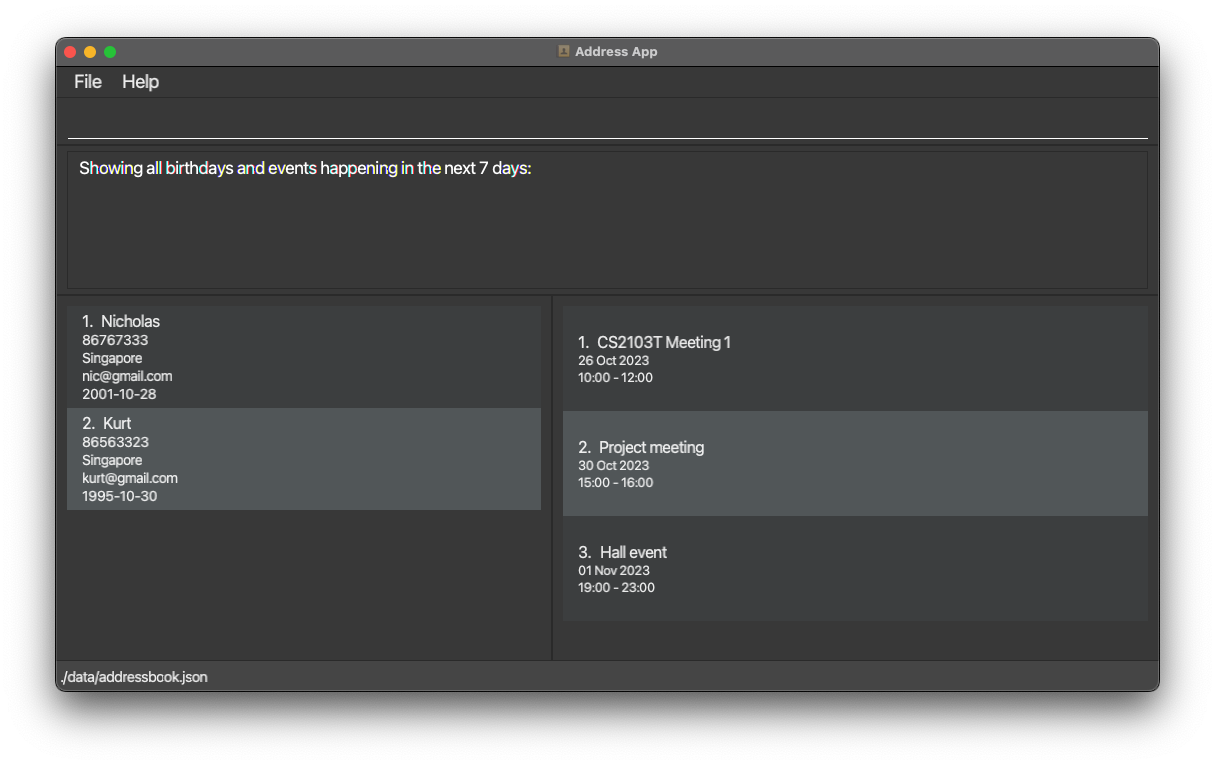 Address App
File Help
Showing all birthdays and events happening in the next 7 days:
1. Nicholas
86767333
Singapore
nic@gmail.com
2001-10-28
2. Kurt
86563323
Singapore
kurt@gmail.com
1995-10-30
1. CS2103T Meeting 1
26 Oct 2023
10:00 - 12:00
2. Project meeting
30 Oct 2023
15:00 - 16:00
3. Hall event
01 Nov 2023
19:00 - 23:00
./data/addressbook.json